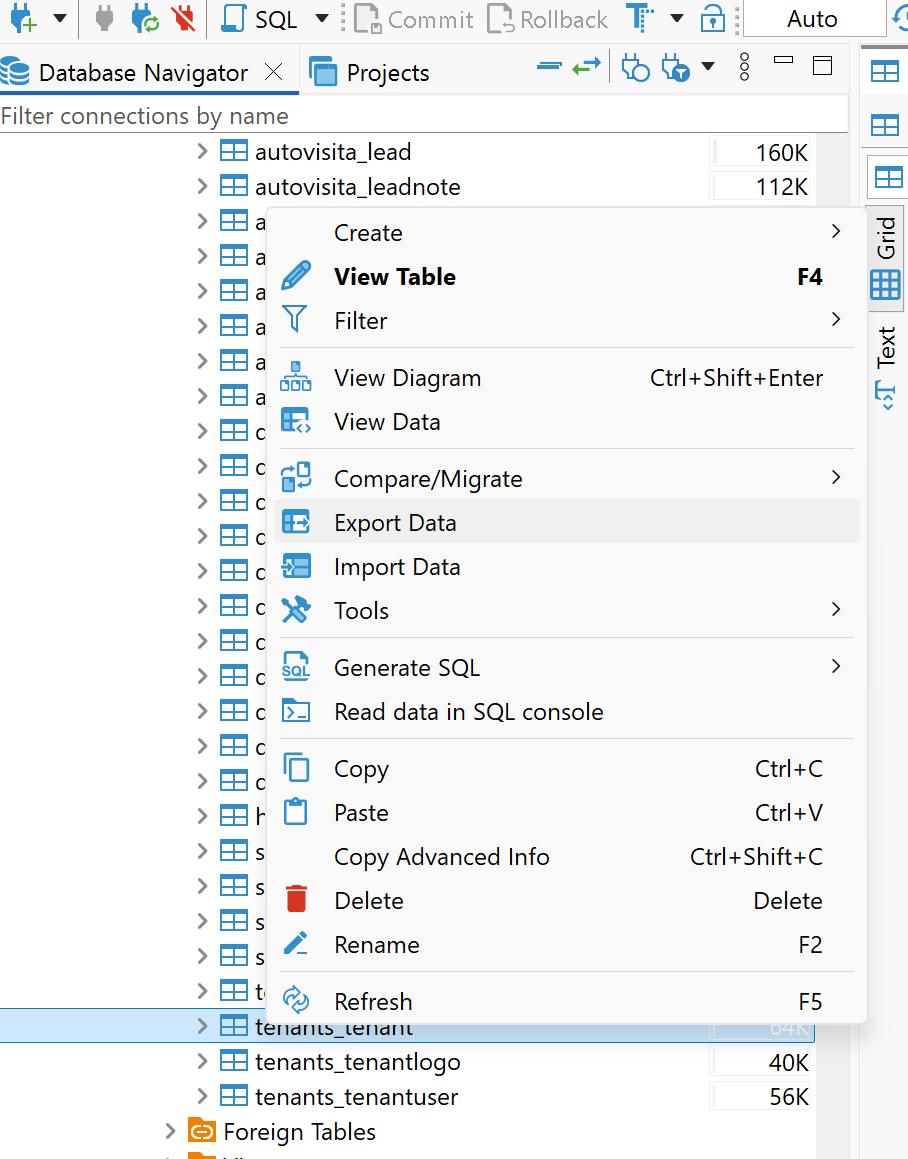 SQL Commit Rollback Auto
Database Navigator Projects
Filter connections by name
autovisita_lead 160K
autovisita_leadnote 112K
Create
View Table F4
Filter
View Diagram Ctrl+Shift+Enter
View Data
Compare/Migrate
Export Data
Import Data
Tools
Generate SQL
SQL
Read data in SQL console
Copy Ctrl+C
Paste Ctrl+V
Copy Advanced Info Ctrl+Shift+C
Delete Delete
Rename F2
Refresh F5
a
a
a
a
a
a
h
s
s
s
s
tenants_tenant 64K
tenants_tenantlogo 40K
tenants_tenantuser 56K
Foreign Tables
Grid
Text